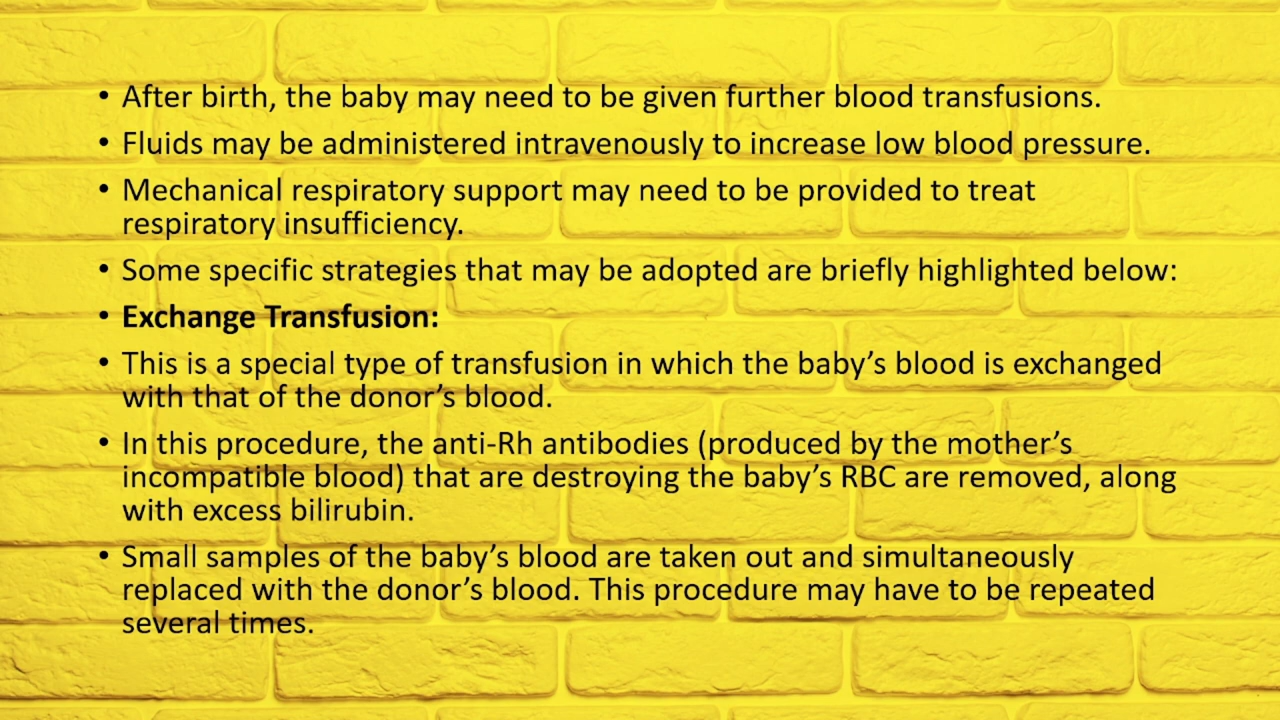 • After birth, the baby may need to be given further blood transfusions.
• Fluids may be administered intravenously to increase low blood pressure.
• Mechanical respiratory support may need to be provided to treat
respiratory insufficiency.
• Some specific strategies that may be adopted are briefly highlighted below:
• Exchange Transfusion:
• This is a special type of transfusion in which the baby’s blood is exchanged
with that of the donor’s blood.
• In this procedure, the anti-Rh antibodies (produced by the mother’s
incompatible blood) that are destroying the baby’s RBC are removed, along
with excess bilirubin.
• Small samples of the baby’s blood are taken out and simultaneously
replaced with the donor’s blood. This procedure may have to be repeated
several times.